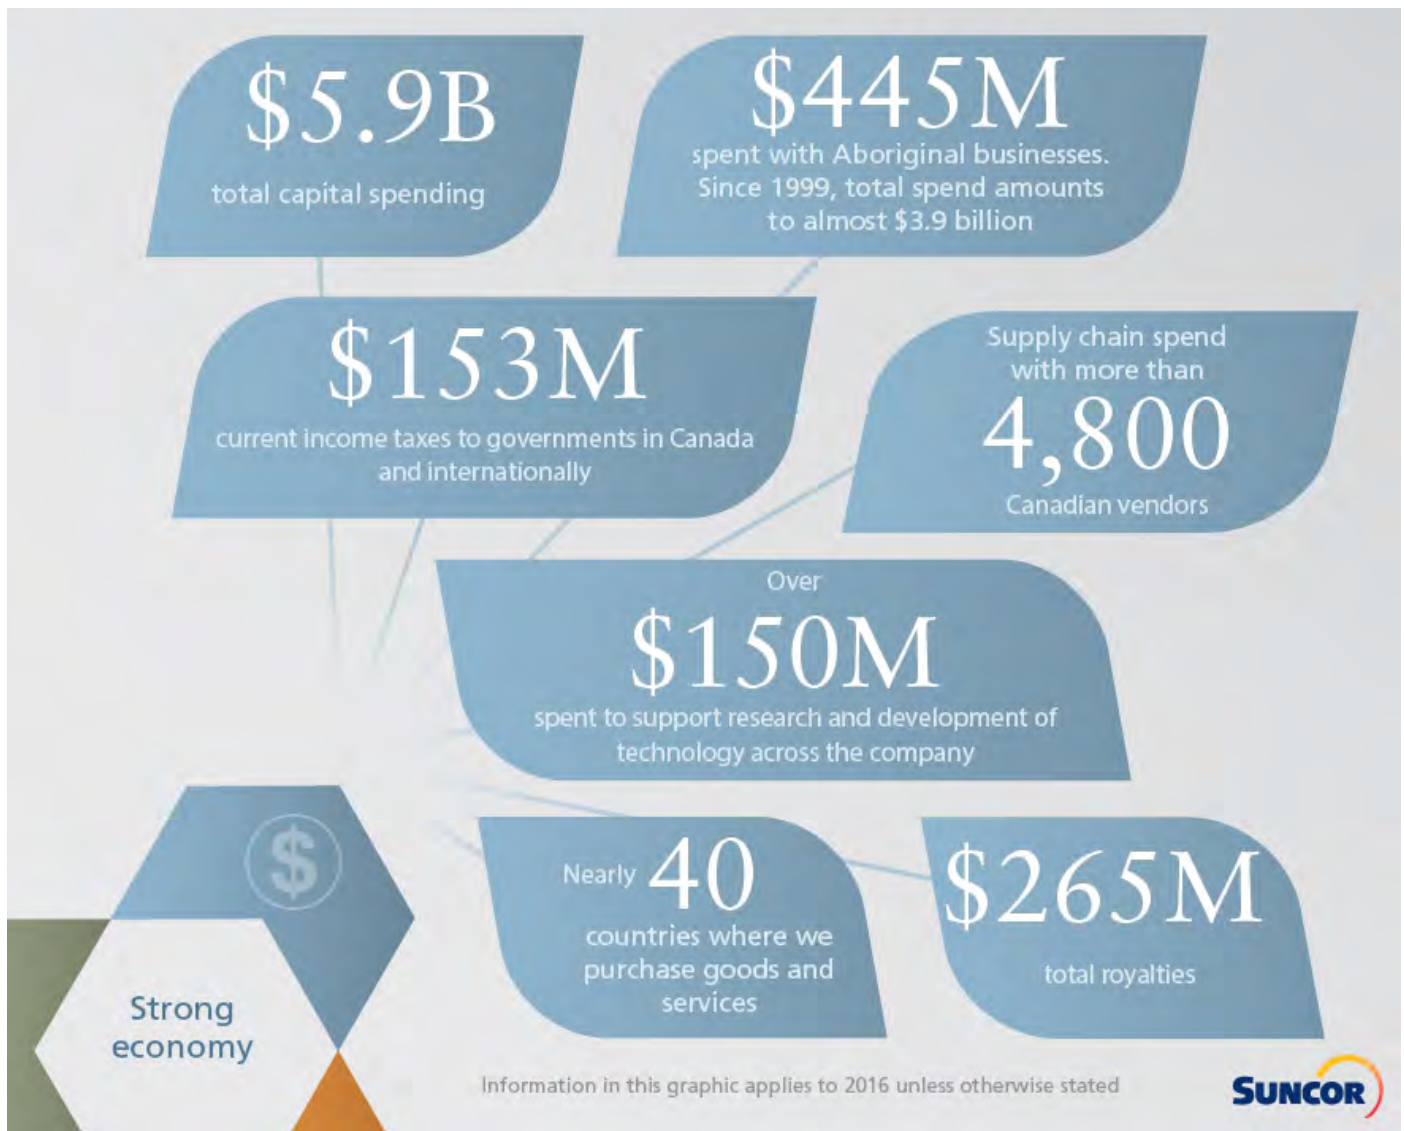 $5.9B
total capital spending
$445M
spent with Aboriginal businesses.
Since 1999, total spend amounts
to almost $3.9 billion
$153M
current income taxes to governments in Canada
and internationally
Supply chain spend
with more than
4,800
Canadian vendors
Over
$150M
spent to support research and development of
technology across the company
Nearly 40
countries where we
purchase goods and
services
$265M
total royalties
$
Strong
economy
Information in this graphic applies to 2016 unless otherwise stated
SUNCOR